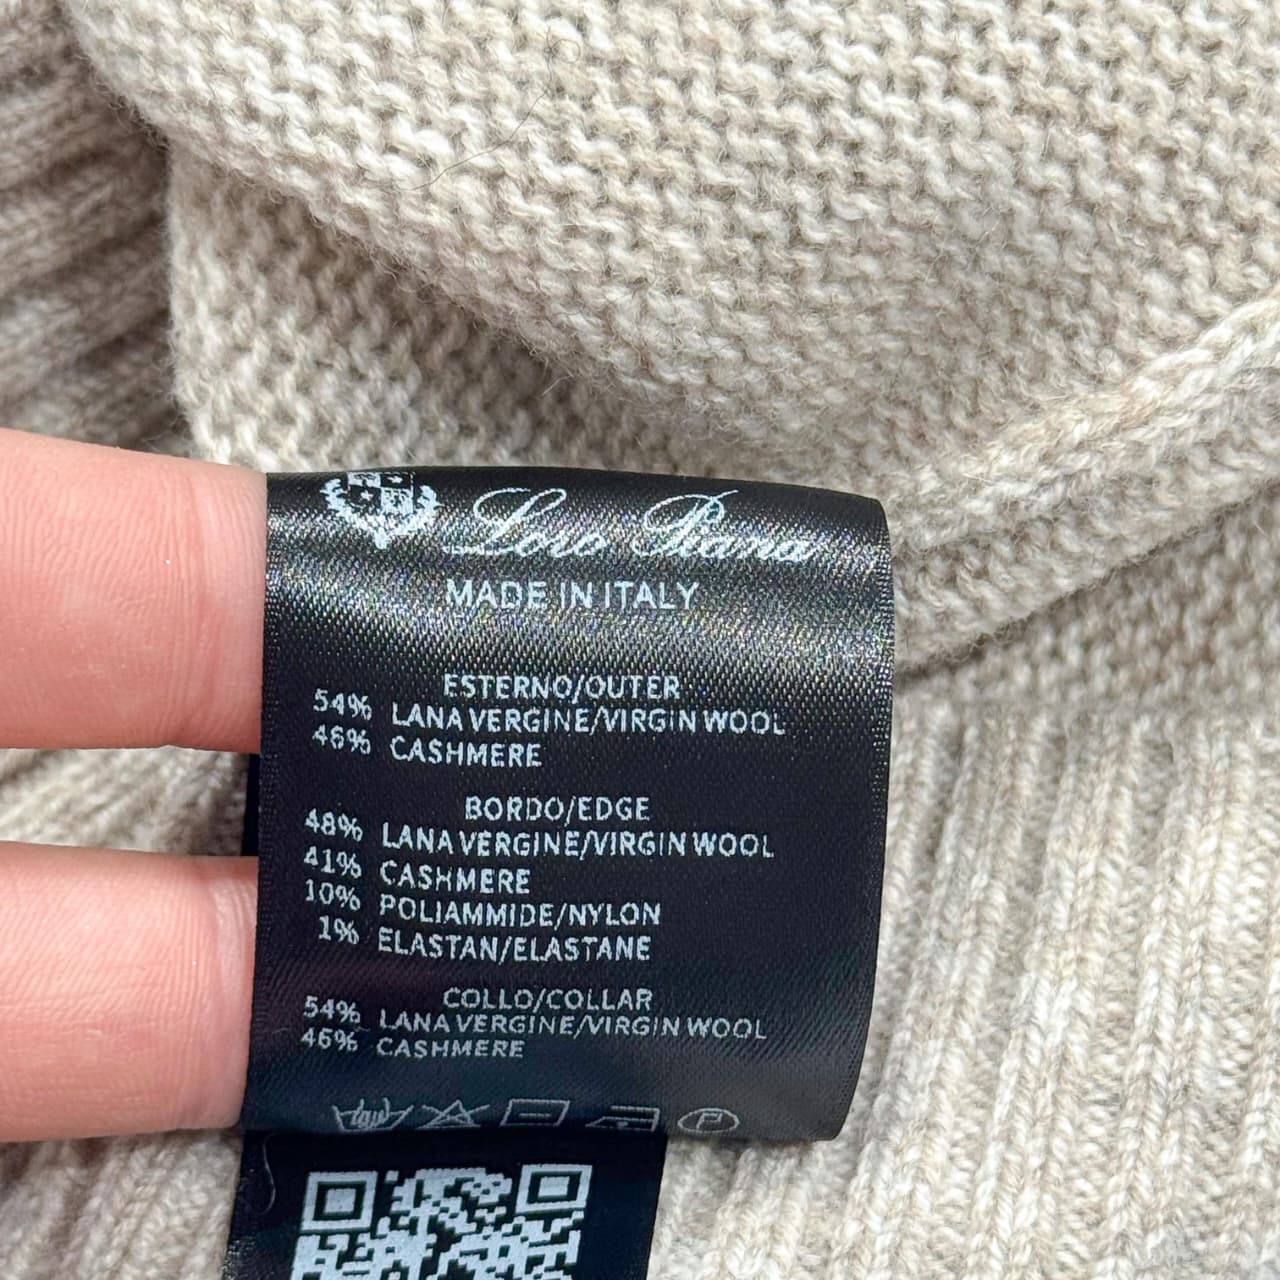 Loro Piana
MADE IN ITALY
ESTERNO/OUTER
54% LANA VERGINE/VIRGIN WOOL
46% CASHMERE
BORDO/EDGE
48% LANA VERGINE/VIRGIN WOOL
41% CASHMERE
10% POLIAMMIDE/NYLON
1% ELASTAN/ELASTANE
COLLO/COLLAR
54% LANA VERGINE/VIRGIN WOOL
46% CASHMERE
P